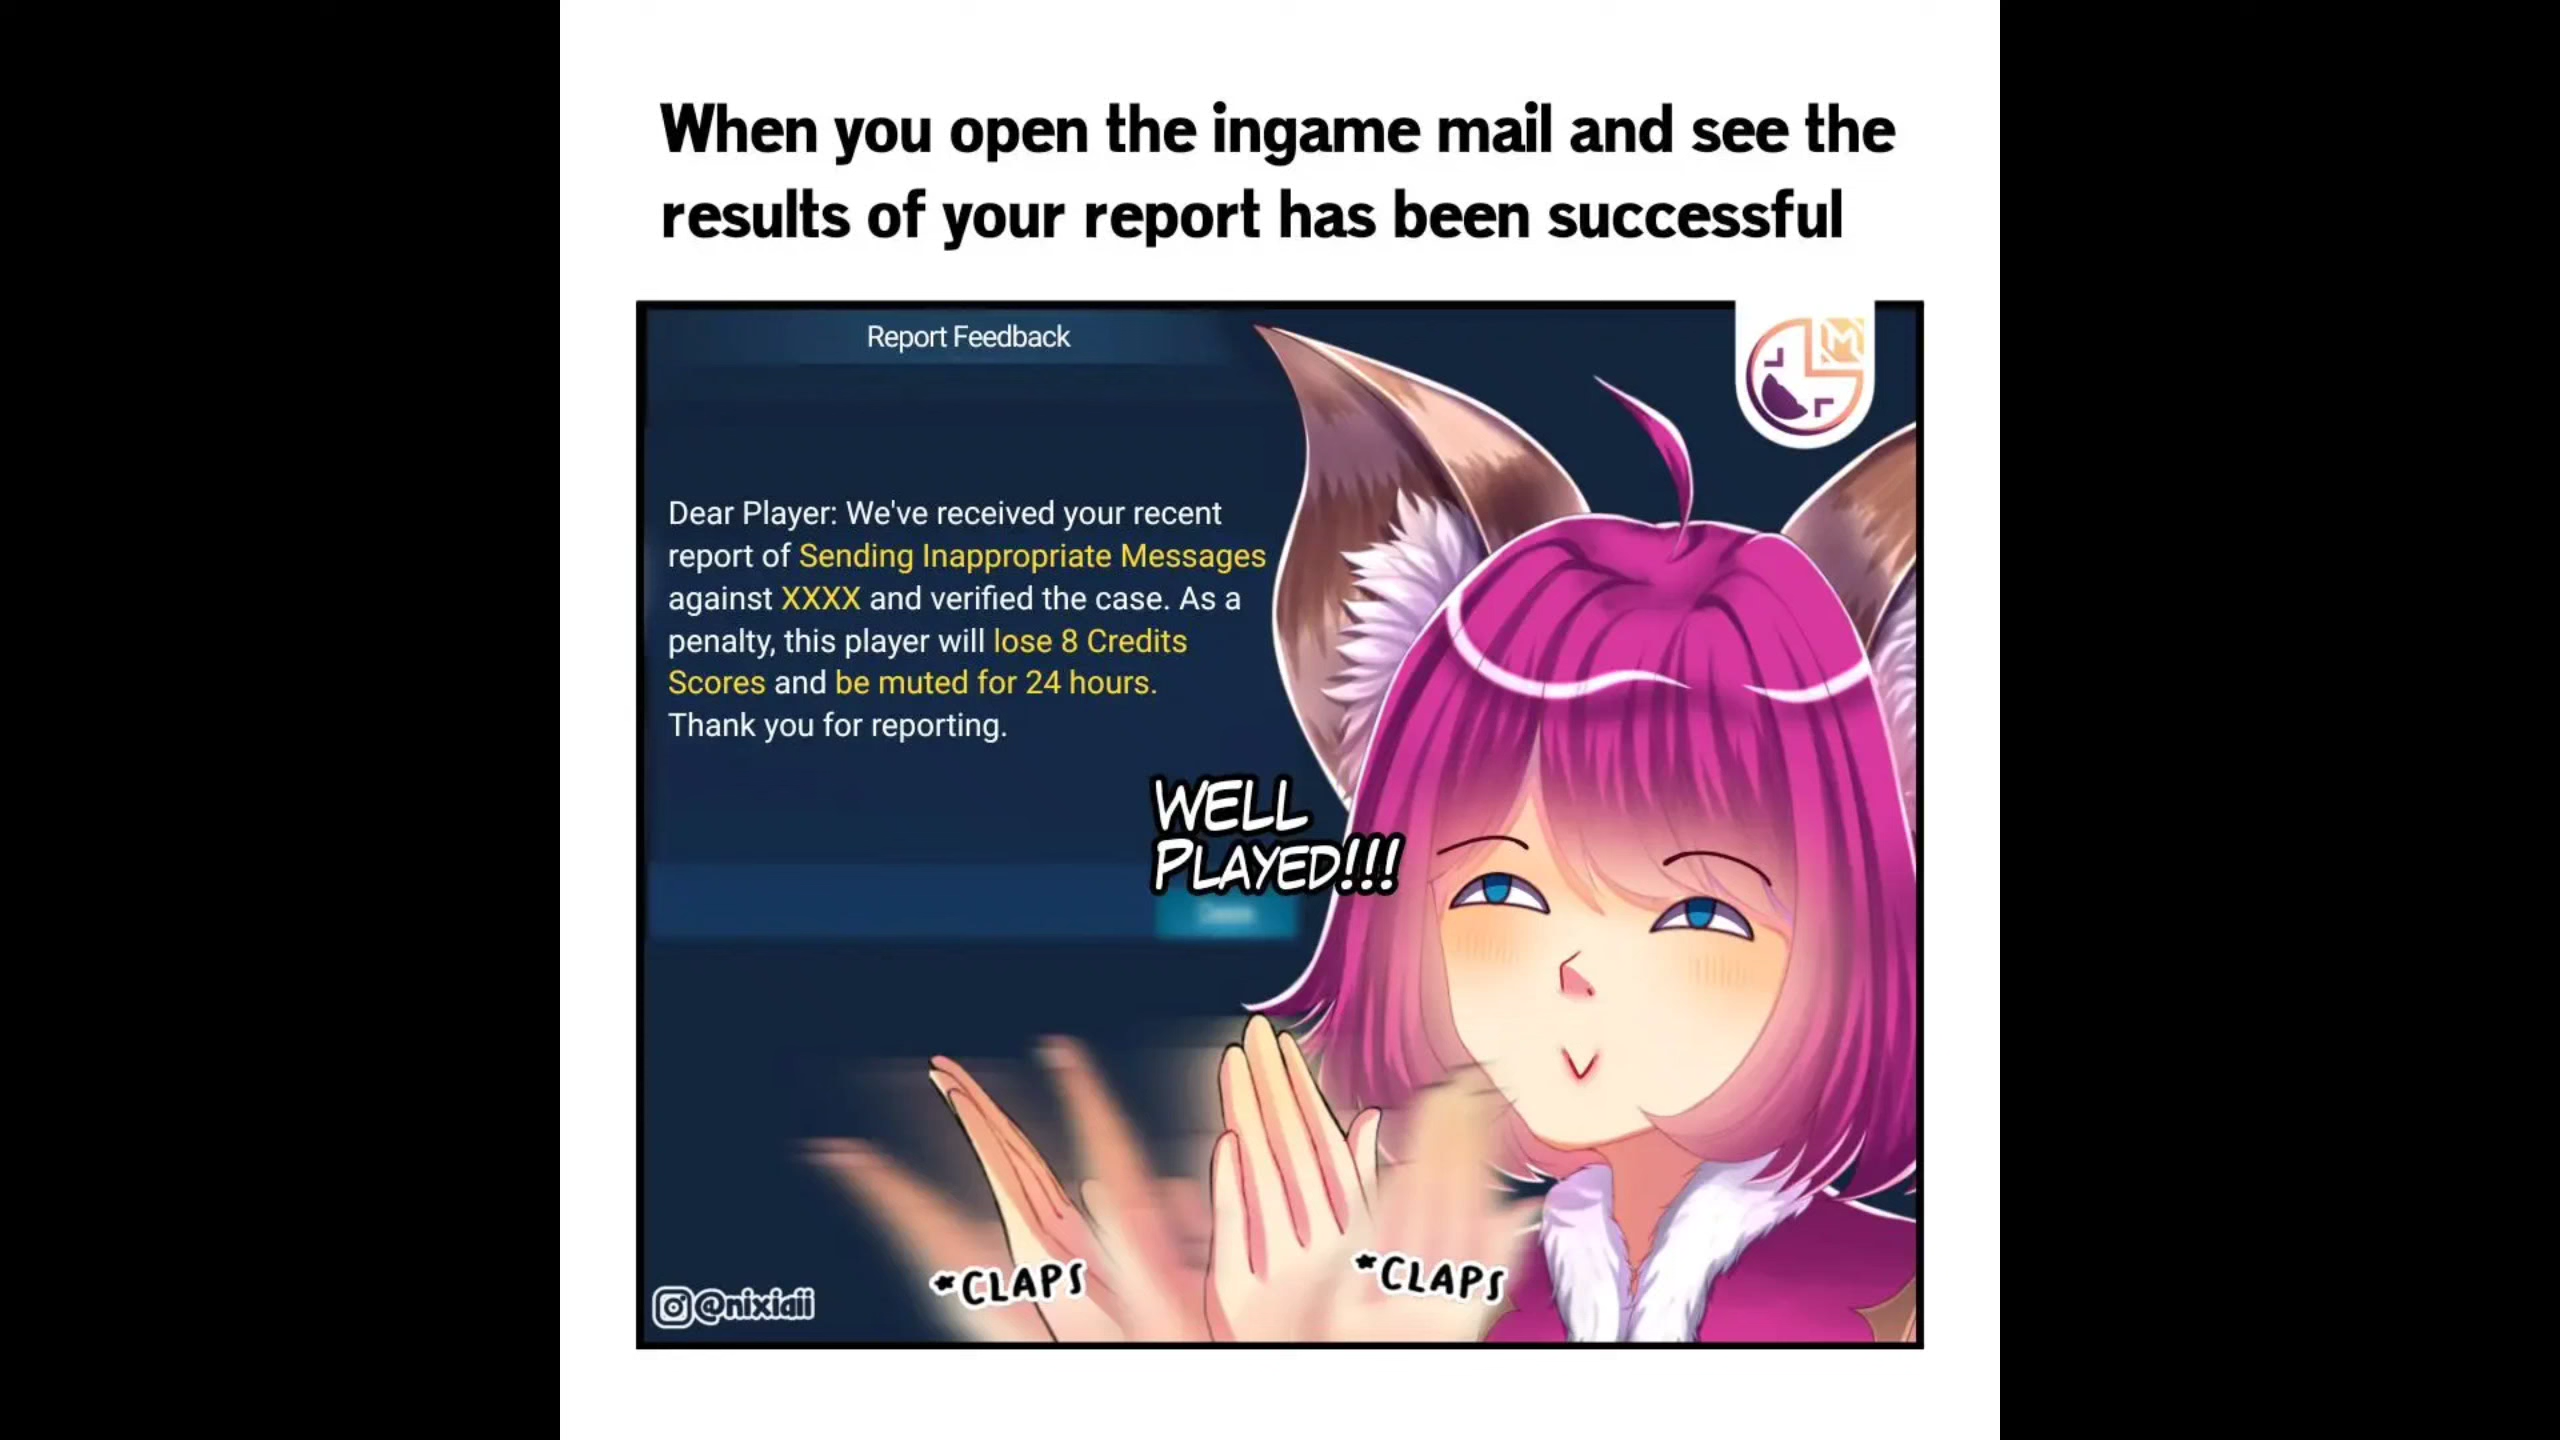 When you open the ingame mail and see the
results of your report has been successful
Report Feedback
M
Dear Player: We've received your recent
report of Sending Inappropriate Messages
against XXXX and verified the case. As a
penalty, this player will lose 8 Credits
Scores and be muted for 24 hours.
Thank you for reporting.
WELL
PLAYED!!!
*CLAPS
*CLAPS
@nixiaii